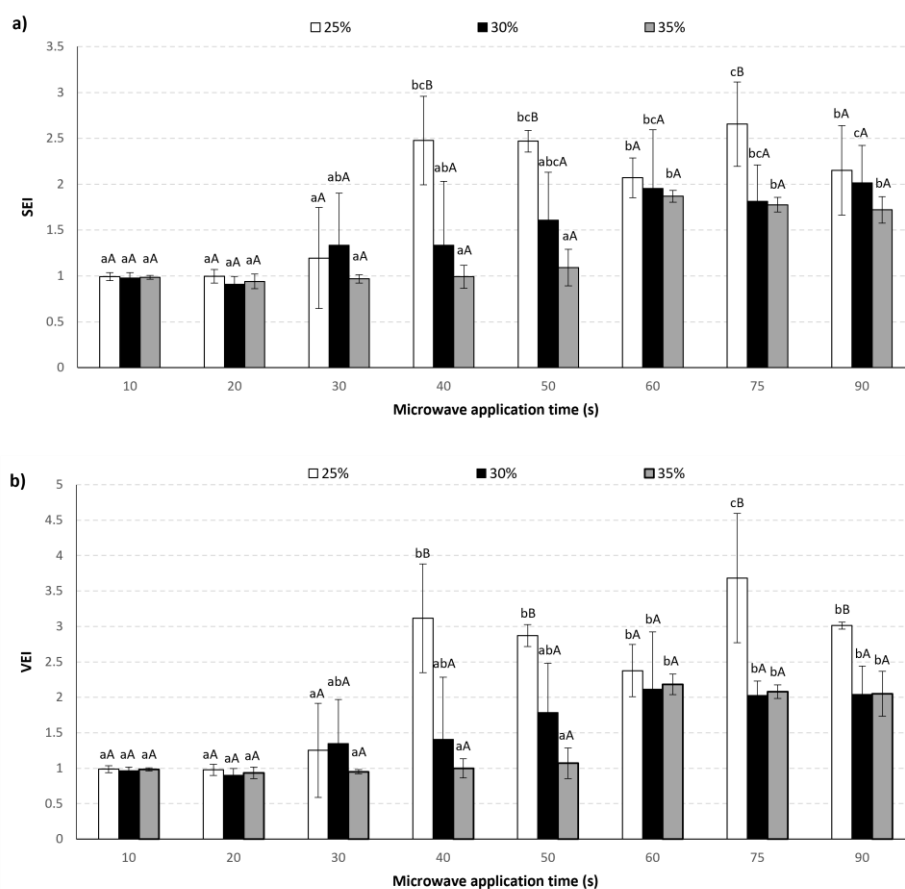 a)
25% 30% 35%
SEI
3.5
3
2.5
2
1.5
1
0.5
0
aA aA aA
aA aA aA
aA abA aA
bcB abA aA
bcB abcA aA
bA bcA bA
cB bcA bA
bA cA bA
10 20 30 40 50 60 75 90
Microwave application time (s)
b)
25% 30% 35%
VEI
5
4.5
4
3.5
3
2.5
2
1.5
1
0.5
0
aA aA aA
aA aA aA
aA abA aA
bB abA aA
bB abA aA
bA bA bA
cB bA bA
bB bA bA
10 20 30 40 50 60 75 90
Microwave application time (s)